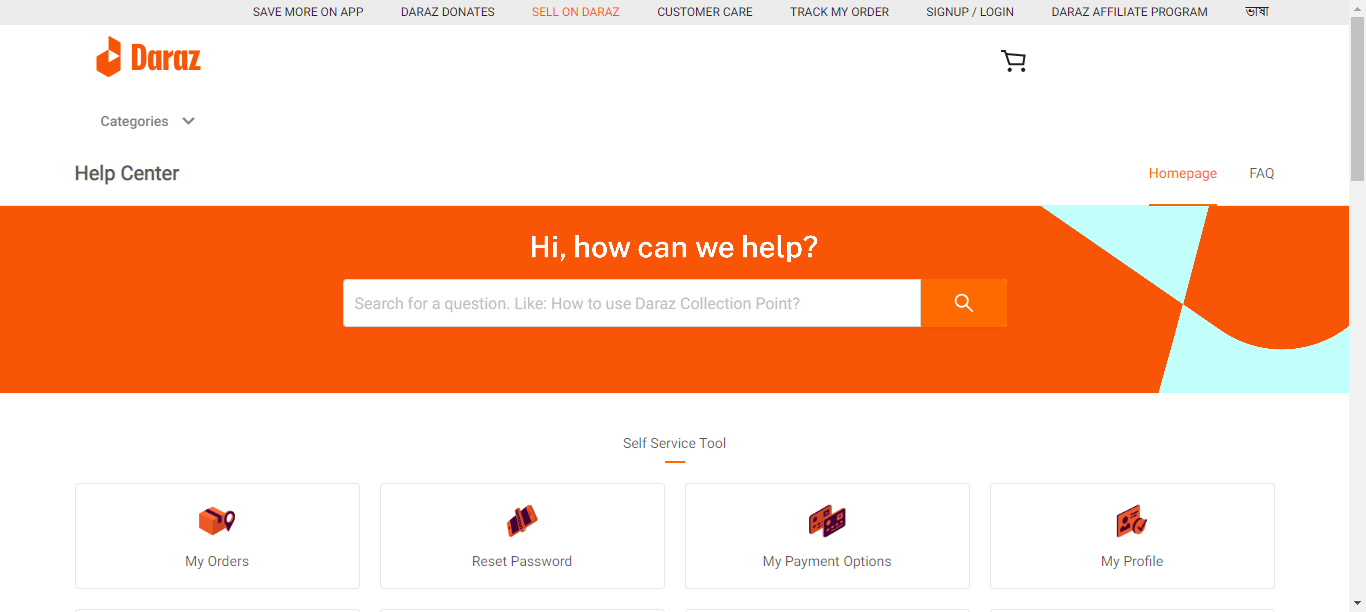 SAVE MORE ON APP DARAZ DONATES SELL ON DARAZ CUSTOMER CARE TRACK MY ORDER SIGNUP / LOGIN DARAZ AFFILIATE PROGRAM भाषा
Daraz
Categories
Help Center Homepage FAQ
Hi, how can we help?
Search for a question. Like: How to use Daraz Collection Point?
Self Service Tool
My Orders Reset Password My Payment Options My Profile